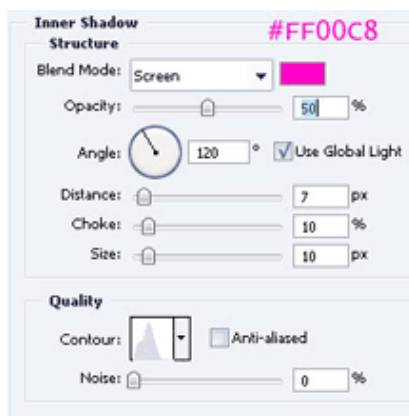 Inner Shadow
#FF00C8
Structure
Blend Mode: Screen
Opacity: 50 %
Angle: 120 ° Use Global Light
Distance: 7 px
Choke: 10 %
Size: 10 px
Quality
Contour: Anti-aliased
Noise: 0 %